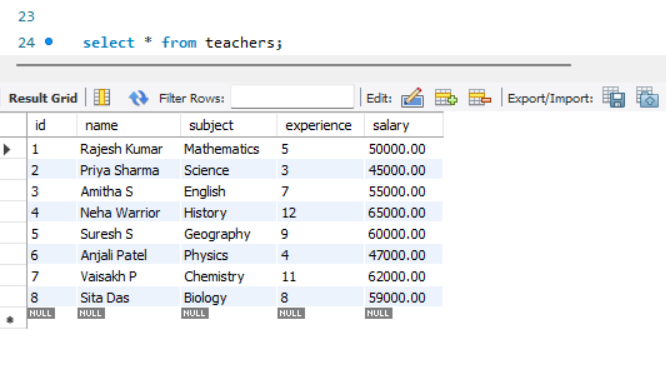 23
24 select * from teachers;
Result Grid Filter Rows: Edit: Export/Import:
id name subject experience salary
1 Rajesh Kumar Mathematics 5 50000.00
2 Priya Sharma Science 3 45000.00
3 Amitha S English 7 55000.00
4 Neha Warrior History 12 65000.00
5 Suresh S Geography 9 60000.00
6 Anjali Patel Physics 4 47000.00
7 Vaisakh P Chemistry 11 62000.00
8 Sita Das Biology 8 59000.00
NULL NULL NULL NULL NULL